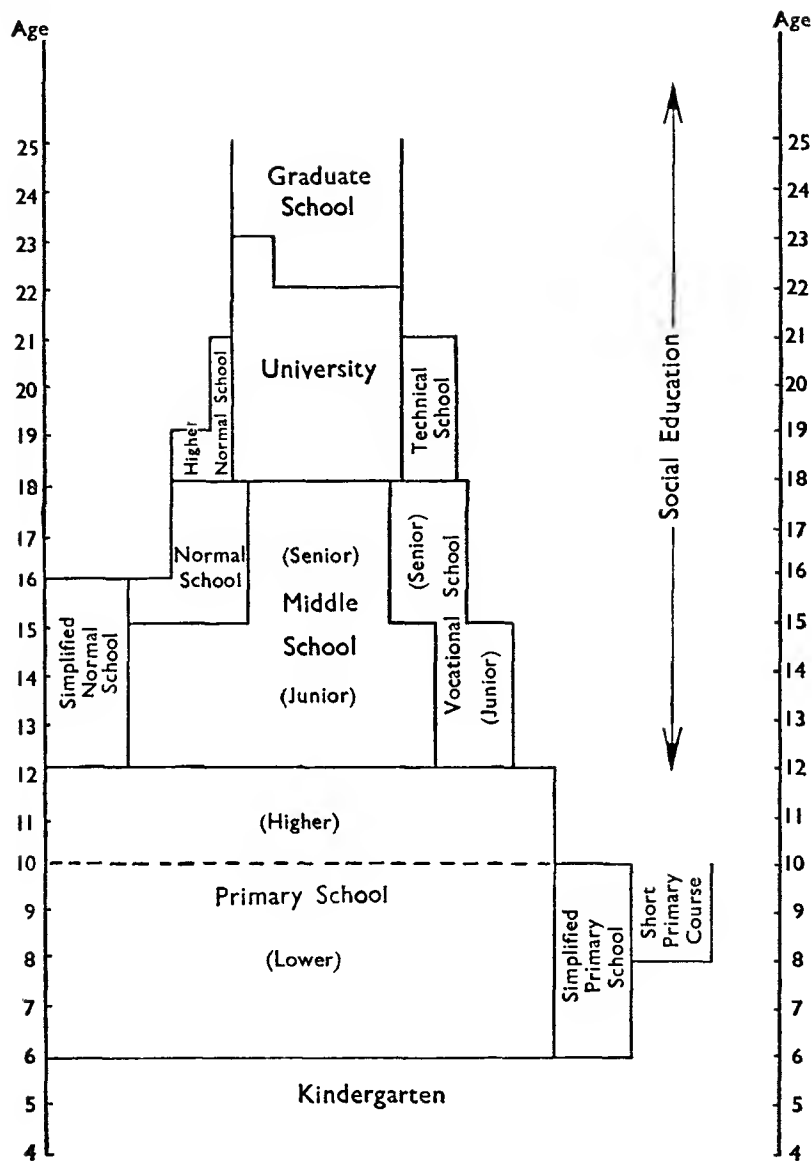 Age
Age
25
24
23
22
21
20
19
18
17
16
15
14
13
12
11
10
9
8
7
6
5
4
Graduate
School
University
Higher
Normal School
Technical
School
Normal
School
(Senior)
Middle
School
(Junior)
Simplified
Normal
School
(Senior)
Vocational School
(Junior)
Social Education
(Higher)
Primary School
(Lower)
Simplified
Primary
School
Short
Primary
Course
Kindergarten
25
24
23
22
21
20
19
18
17
16
15
14
13
12
11
10
9
8
7
6
5
4